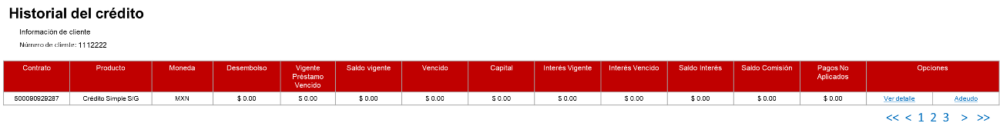 Historial del crédito
Información de cliente
Número de cliente: 1112222
Contrato Producto Moneda Desembolso Vigente Préstamo Vencido Saldo vigente Vencido Capital Interés Vigente Interés Vencido Saldo Interés Saldo Comisión Pagos No Aplicados Opciones
500090929287 Crédito Simple S/G MXN $ 0.00 $ 0.00 $ 0.00 $ 0.00 $ 0.00 $ 0.00 $ 0.00 $ 0.00 $ 0.00 $ 0.00 Ver detalle Adeudo
<< < 1 2 3 > >>